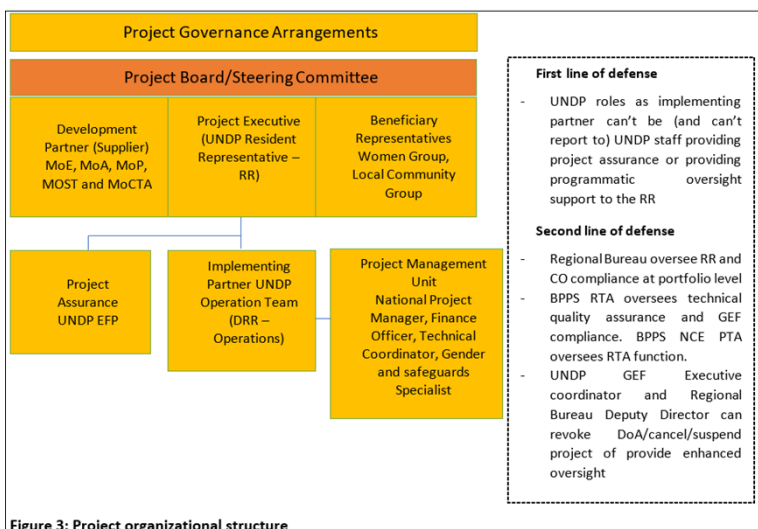 Project Governance Arrangements
Project Board/Steering Committee
Development
Partner (Supplier)
MoE, MoA, MoP,
MOST and MoCTA
Project Executive
(UNDP Resident
Representative –
RR)
Beneficiary
Representatives
Women Group,
Local Community
Group
Project
Assurance
UNDP EFP
Implementing
Partner UNDP
Operation Team
(DRR –
Operations)
Project Management
Unit
National Project
Manager, Finance
Officer, Technical
Coordinator, Gender
and safeguards
Specialist
First line of defense
- UNDP roles as implementing
partner can't be (and can't
report to) UNDP staff providing
project assurance or providing
programmatic oversight
support to the RR
Second line of defense
- Regional Bureau oversee RR and
CO compliance at portfolio level
- BPPS RTA oversees technical
quality assurance and GEF
compliance. BPPS NCE PTA
oversees RTA function.
- UNDP GEF Executive
coordinator and Regional
Bureau Deputy Director can
revoke DoA/cancel/suspend
project of provide enhanced
oversight
Figure 3: Project organizational structure